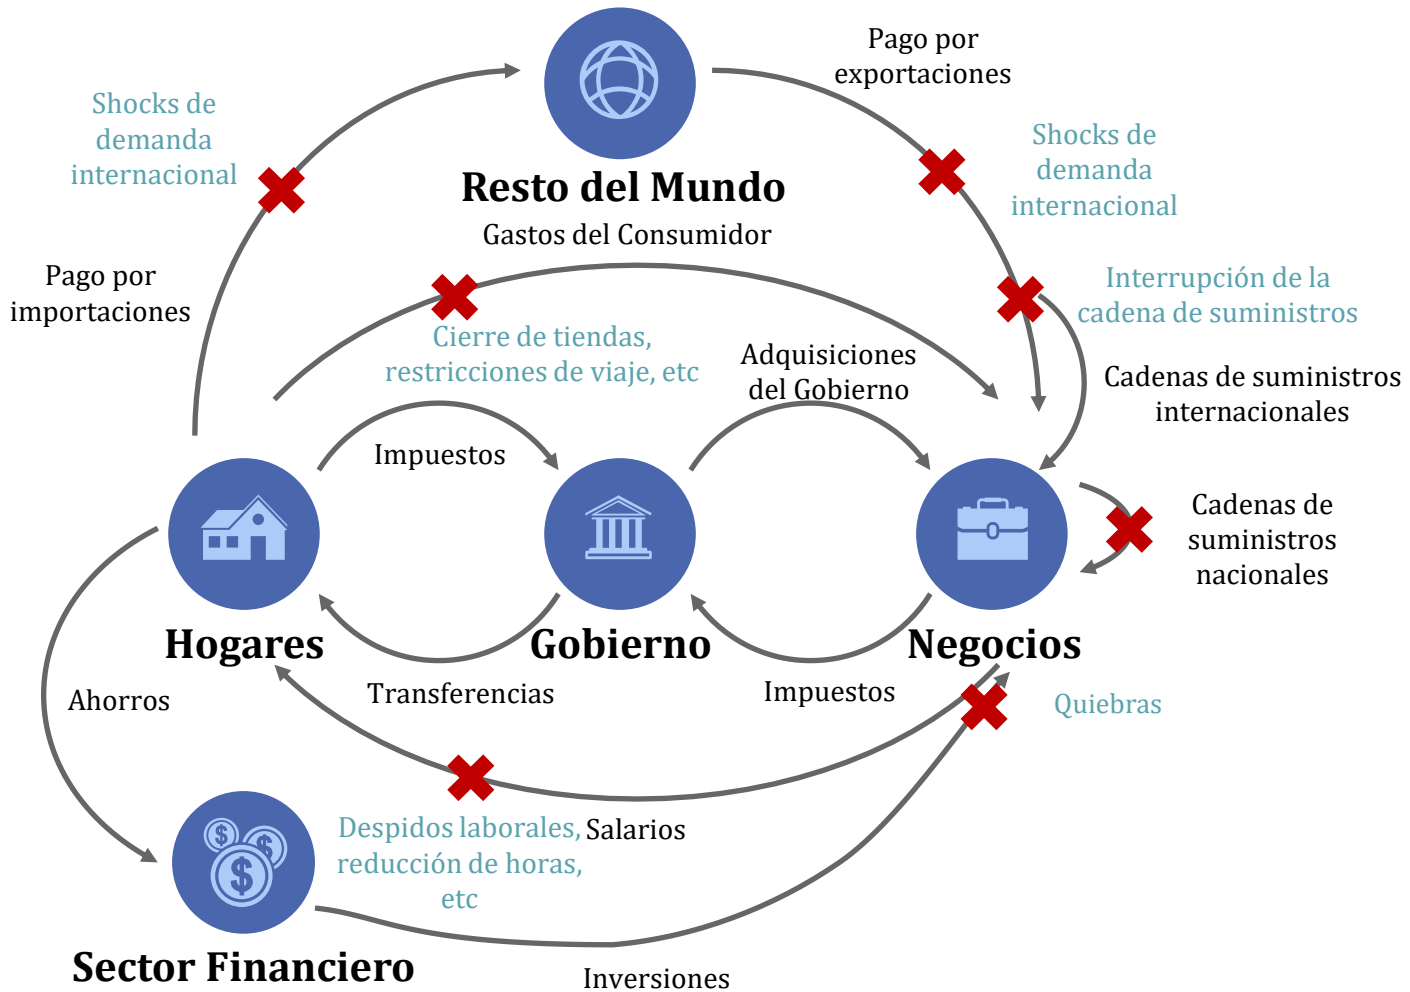 Pago por
exportaciones
Shocks de
demanda
internacional
Shocks de
demanda
internacional
Resto del Mundo
Gastos del Consumidor
Pago por
importaciones
Interrupción de la
cadena de suministros
Cierre de tiendas,
restricciones de viaje, etc
Adquisiciones
del Gobierno
Cadenas de suministros
internacionales
Impuestos
Cadenas de
suministros
nacionales
Hogares
Gobierno
Negocios
Ahorros
Transferencias
Impuestos
Quiebras
Despidos laborales,
reducción de horas,
etc
Salarios
$
$
$
Sector Financiero
Inversiones